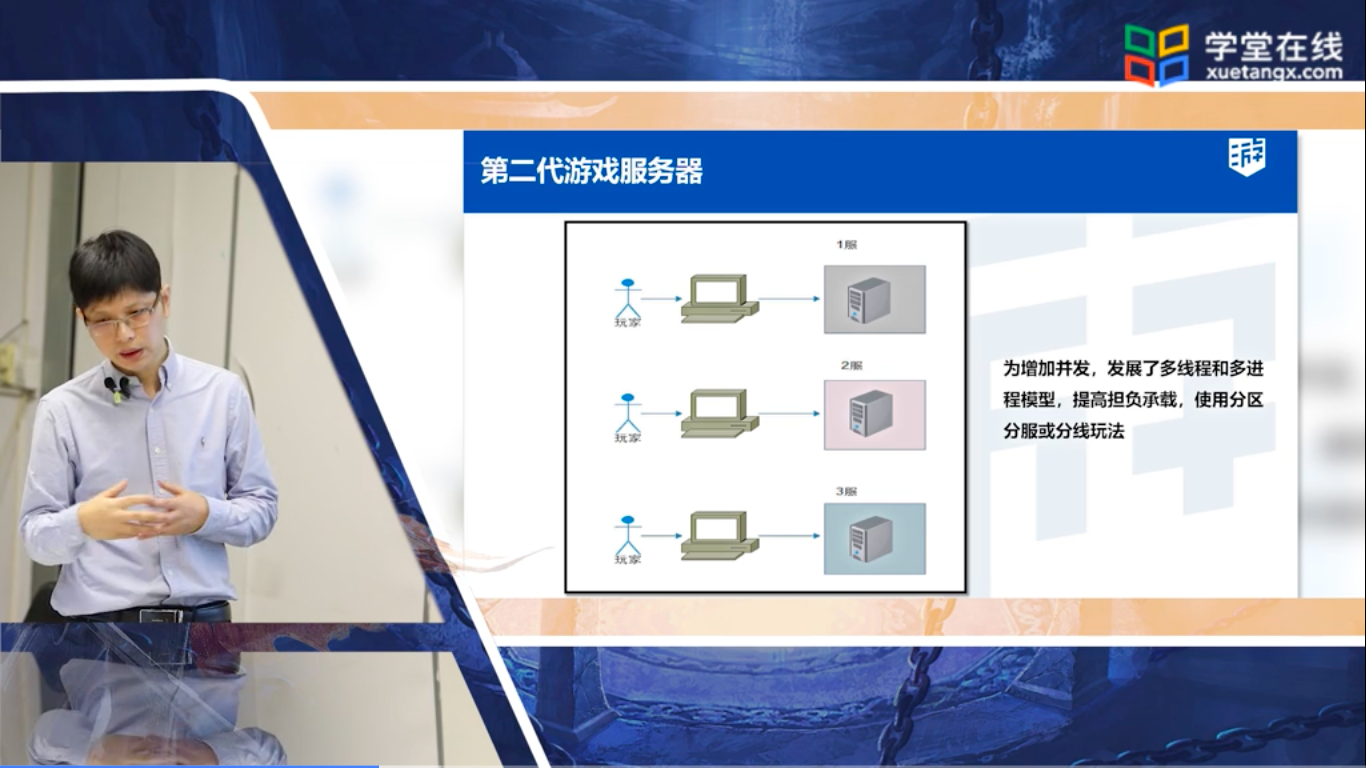 学堂在线
xuetangx.com
第二代游戏服务器
游
1服
玩家
2服
玩家
3服
玩家
为增加并发，发展了多线程和多进
程模型，提高担负承载，使用分区
分服或分线玩法